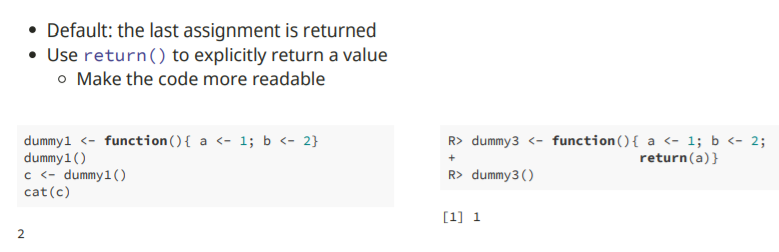 • Default: the last assignment is returned
• Use return() to explicitly return a value
○ Make the code more readable
dummy1 <- function(){ a <- 1; b <- 2}
dummy1()
c <- dummy1()
cat(c)
2
R> dummy3 <- function(){ a <- 1; b <- 2;
+                        return(a)}
R> dummy3()
[1] 1